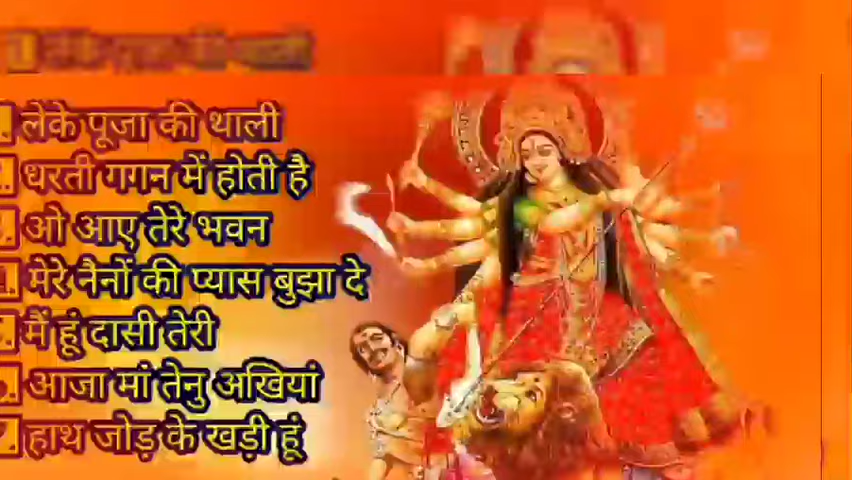 लेके पूजा की थाली
धरती गगन में होती है
ओ आए तेरे भवन
मेरे नैनों की प्यास बुझा दे
मैं हूं दासी तेरी
आजा मां तेनु अखियां
हाथ जोड़ के खड़ी हूं